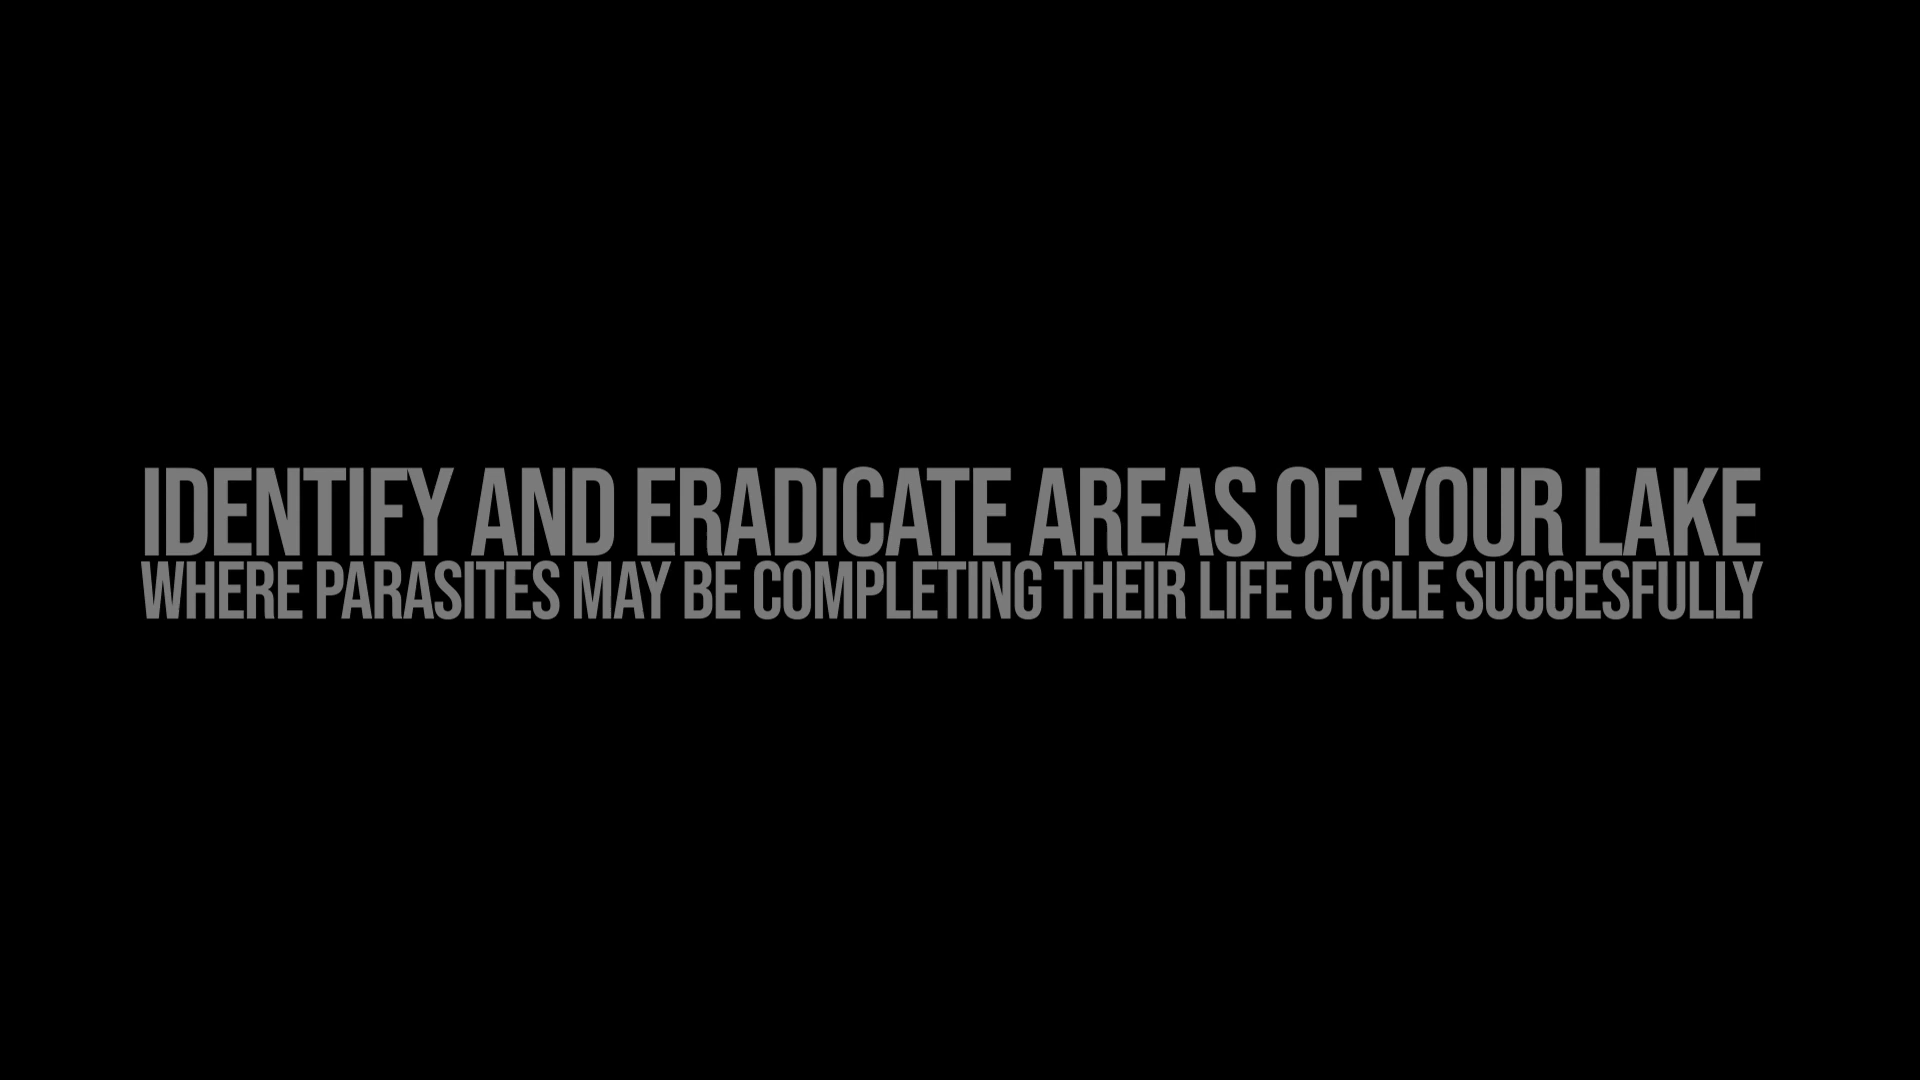 IDENTIFY AND ERADICATE AREAS OF YOUR LAKE
WHERE PARASITES MAY BE COMPLETING THEIR LIFE CYCLE SUCCESFULLY